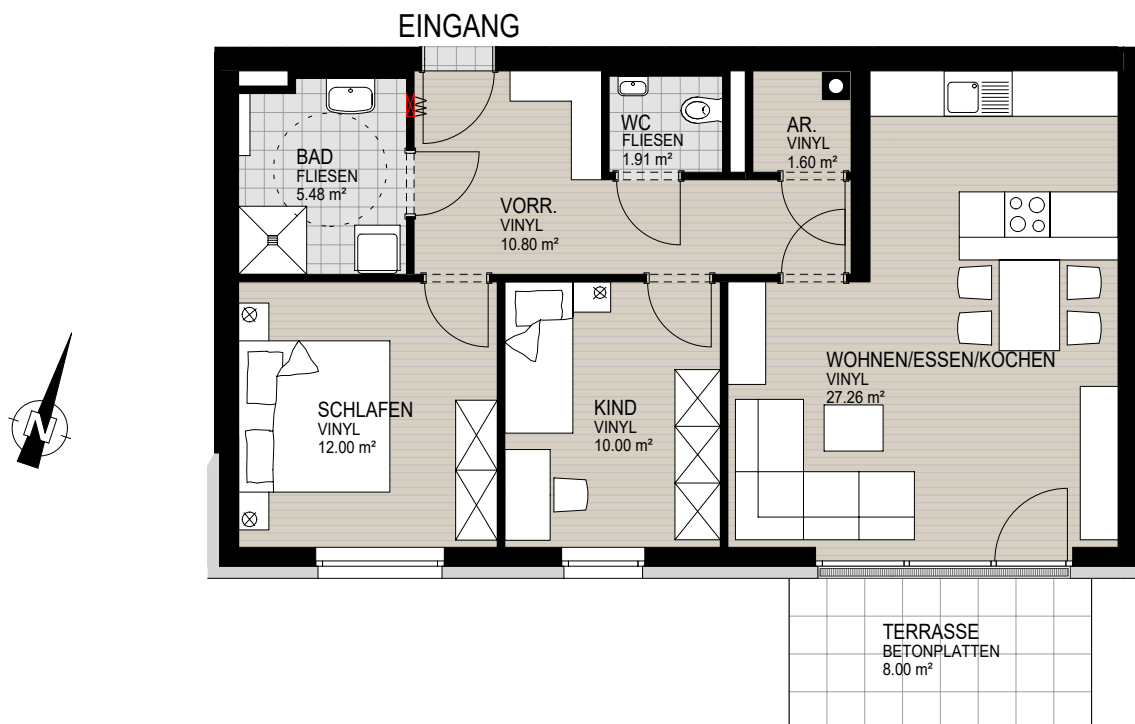 EINGANG
BAD
FLIESEN
5.48 m²
WC
FLIESEN
1.91 m²
AR.
VINYL
1.60 m²
VORR.
VINYL
10.80 m²
SCHLAFEN
VINYL
12.00 m²
KIND
VINYL
10.00 m²
WOHNEN/ESSEN/KOCHEN
VINYL
27.26 m²
N
TERRASSE
BETONPLATTEN
8.00 m²